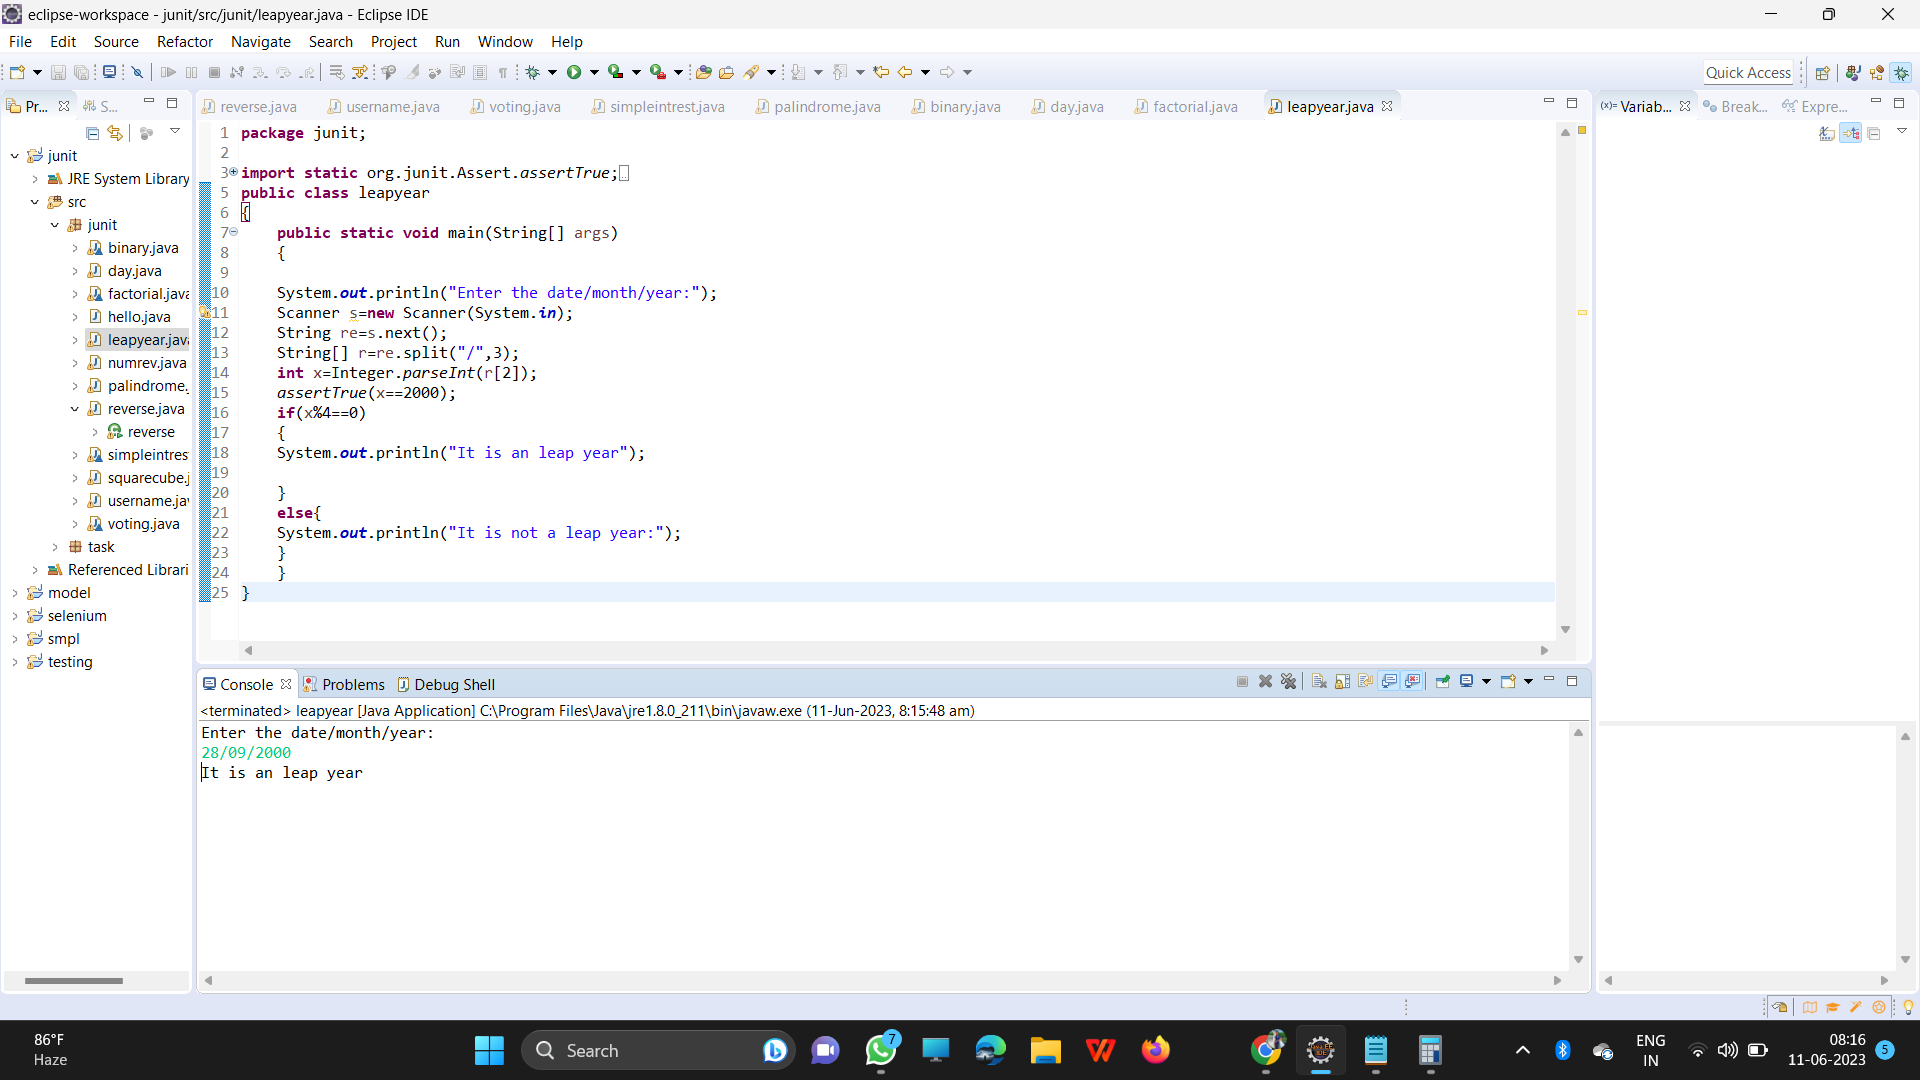 eclipse-workspace - junit/src/junit/leapyear.java - Eclipse IDE
File Edit Source Refactor Navigate Search Project Run Window Help
Quick Access
Pr... S...
reverse.java username.java voting.java simpleintrest.java palindrome.java binary.java day.java factorial.java leapyear.java
(x)= Variab... Break... Expre...
junit
JRE System Library
src
junit
binary.java
day.java
factorial.java
hello.java
leapyear.java
numrev.java
palindrome.
reverse.java
reverse
simpleintres
squarecube.j
username.jav
voting.java
task
Referenced Librari
model
selenium
smpl
testing
1 package junit;
2
3 import static org.junit.Assert.assertTrue;
5 public class leapyear
6 {
7 public static void main(String[] args)
8 {
9
10 System.out.println("Enter the date/month/year:");
11 Scanner s=new Scanner(System.in);
12 String re=s.next();
13 String[] r=re.split("/",3);
14 int x=Integer.parseInt(r[2]);
15 assertTrue(x==2000);
16 if(x%4==0)
17 {
18 System.out.println("It is an leap year");
19
20 }
21 else{
22 System.out.println("It is not a leap year:");
23 }
24 }
25 }
Console Problems Debug Shell
<terminated> leapyear [Java Application] C:\Program Files\Java\jre1.8.0_211\bin\javaw.exe (11-Jun-2023, 8:15:48 am)
Enter the date/month/year:
28/09/2000
It is an leap year
86°F
Haze
Search
7
ENG
IN
08:16
11-06-2023
5